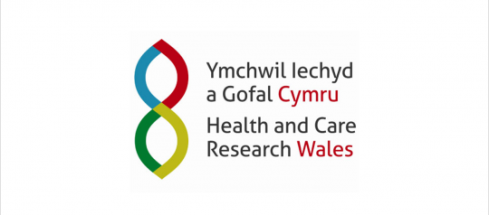 Ymchwil Iechyd
a Gofal Cymru
Health and Care
Research Wales